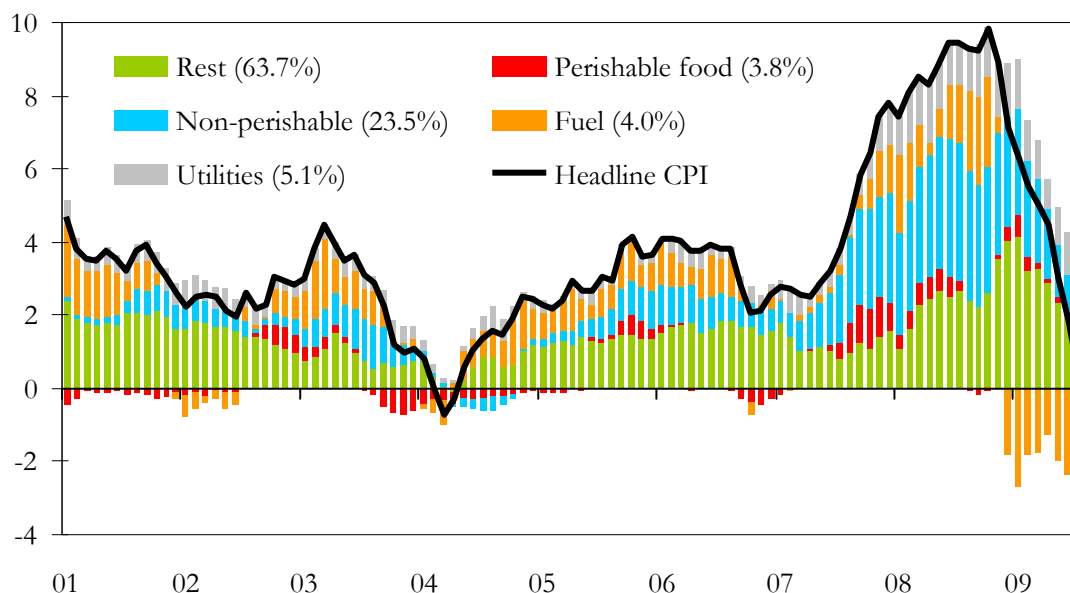 10
8
6
4
2
0
-2
-4
Rest (63.7%)
Perishable food (3.8%)
Non-perishable (23.5%)
Fuel (4.0%)
Utilities (5.1%)
Headline CPI
01 02 03 04 05 06 07 08 09